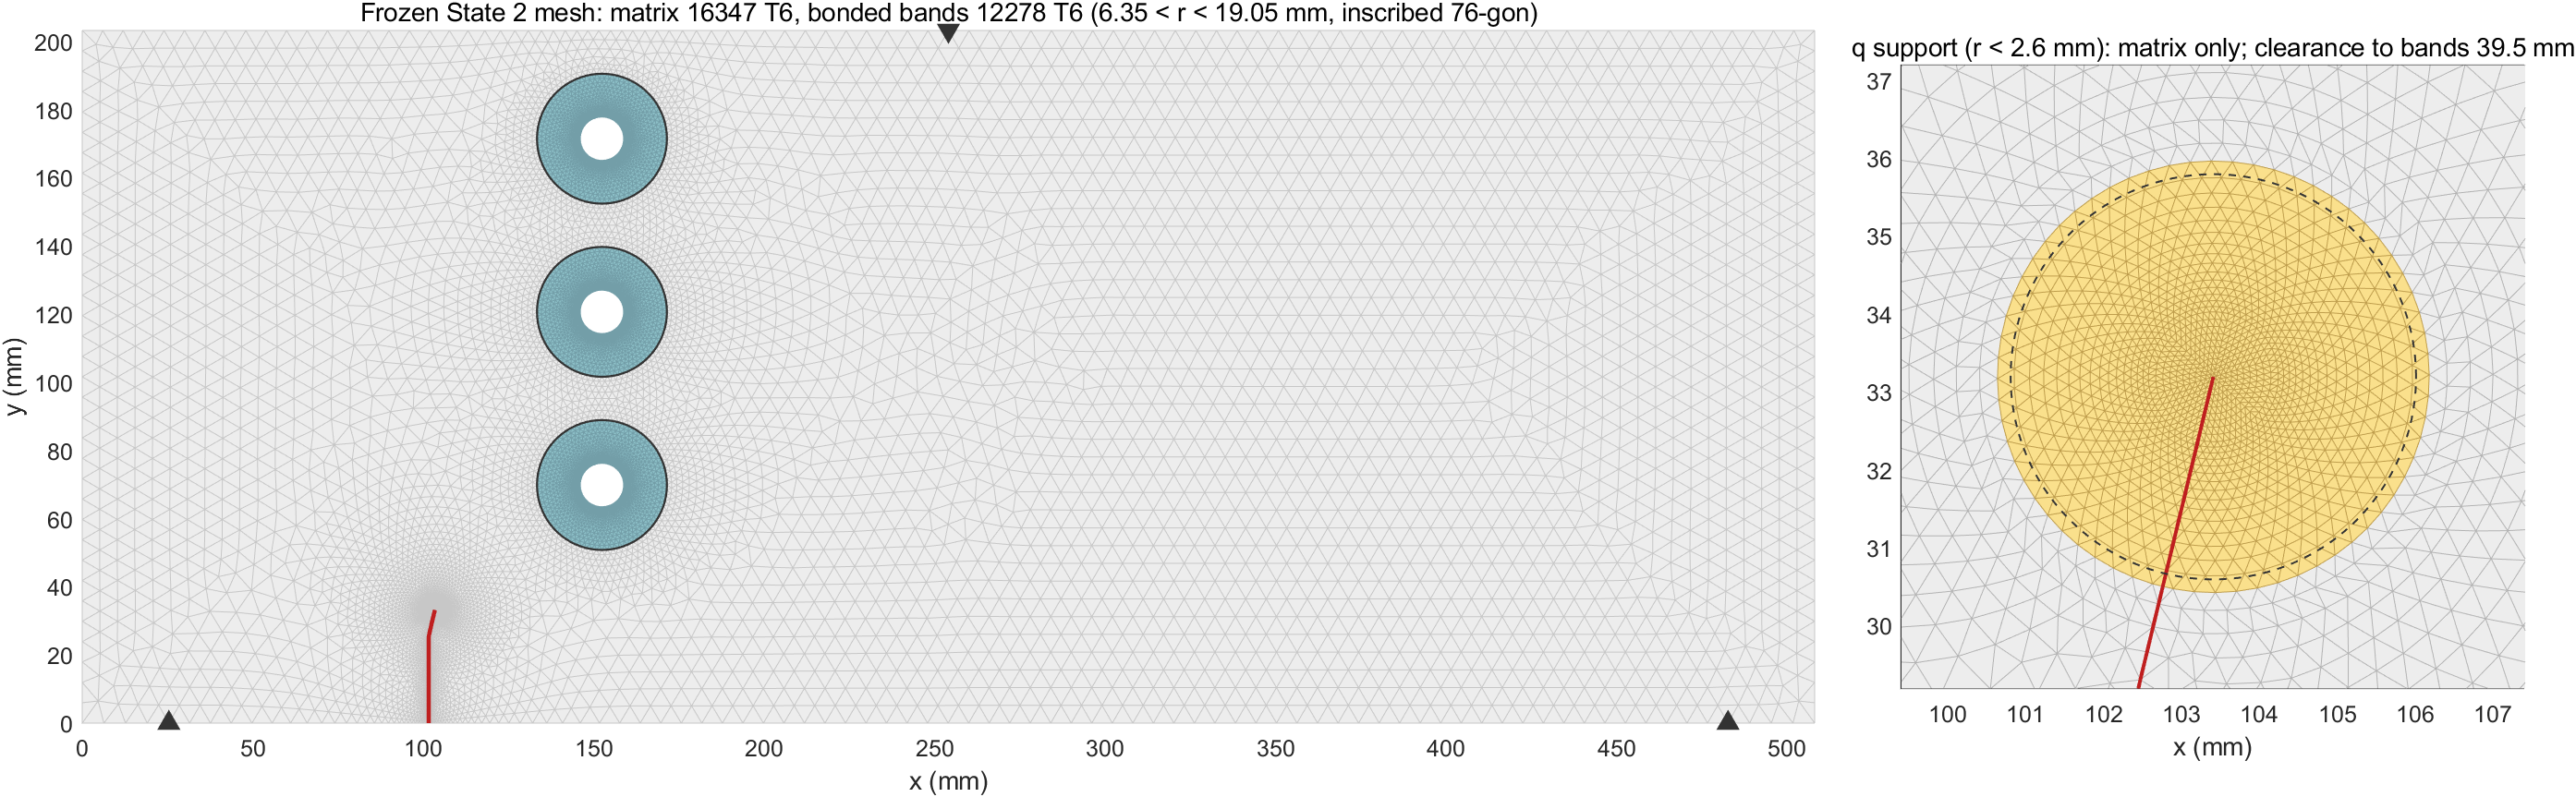 Frozen State 2 mesh: matrix 16347 T6, bonded bands 12278 T6 (6.35 < r < 19.05 mm, inscribed 76-gon)
200
180
160
140
120
100
80
60
40
20
0
y (mm)
0 50 100 150 200 250 300 350 400 450 500
x (mm)
q support (r < 2.6 mm): matrix only; clearance to bands 39.5 mm
37
36
35
34
33
32
31
30
100 101 102 103 104 105 106 107
x (mm)